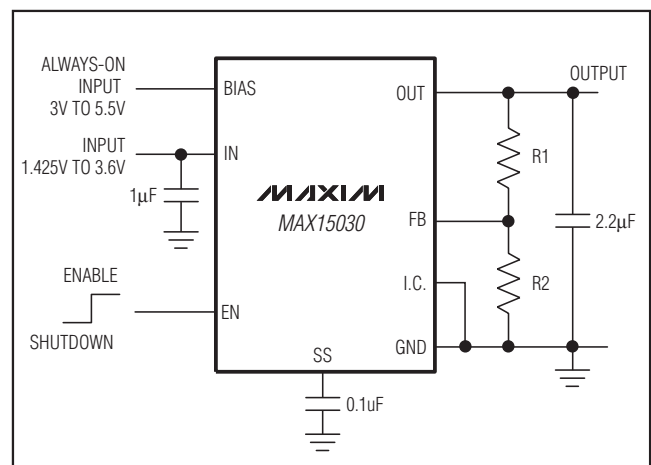 ALWAYS-ON
INPUT
3V TO 5.5V
INPUT
1.425V TO 3.6V
1µF
ENABLE
SHUTDOWN
BIAS
IN
EN
MAXIM
MAX15030
SS
OUT
FB
I.C.
GND
0.1uF
OUTPUT
R1
R2
2.2µF